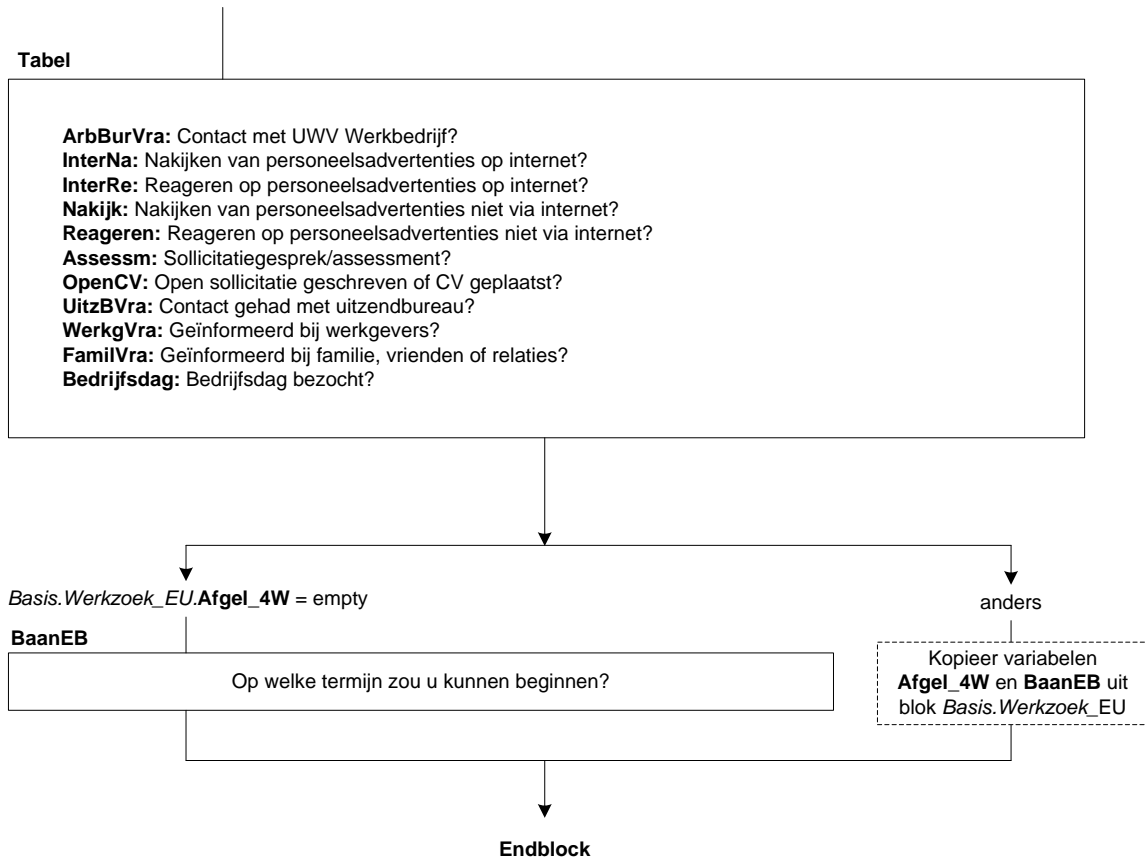 Tabel
ArbBurVra: Contact met UWV Werkbedrijf?
InterNa: Nakijken van personeelsadvertenties op internet?
InterRe: Reageren op personeelsadvertenties op internet?
Nakijk: Nakijken van personeelsadvertenties niet via internet?
Reageren: Reageren op personeelsadvertenties niet via internet?
Assessm: Sollicitatiegesprek/assessment?
OpenCV: Open sollicitatie geschreven of CV geplaatst?
UitzBVra: Contact gehad met uitzendbureau?
WerkgVra: Geïnformeerd bij werkgevers?
FamilVra: Geïnformeerd bij familie, vrienden of relaties?
Bedrijfsdag: Bedrijfsdag bezocht?
Basis.Werkzoek_EU.Afgel_4W = empty
anders
BaanEB
Op welke termijn zou u kunnen beginnen?
Kopieer variabelen
Afgel_4W en BaanEB uit
blok Basis.Werkzoek_EU
Endblock